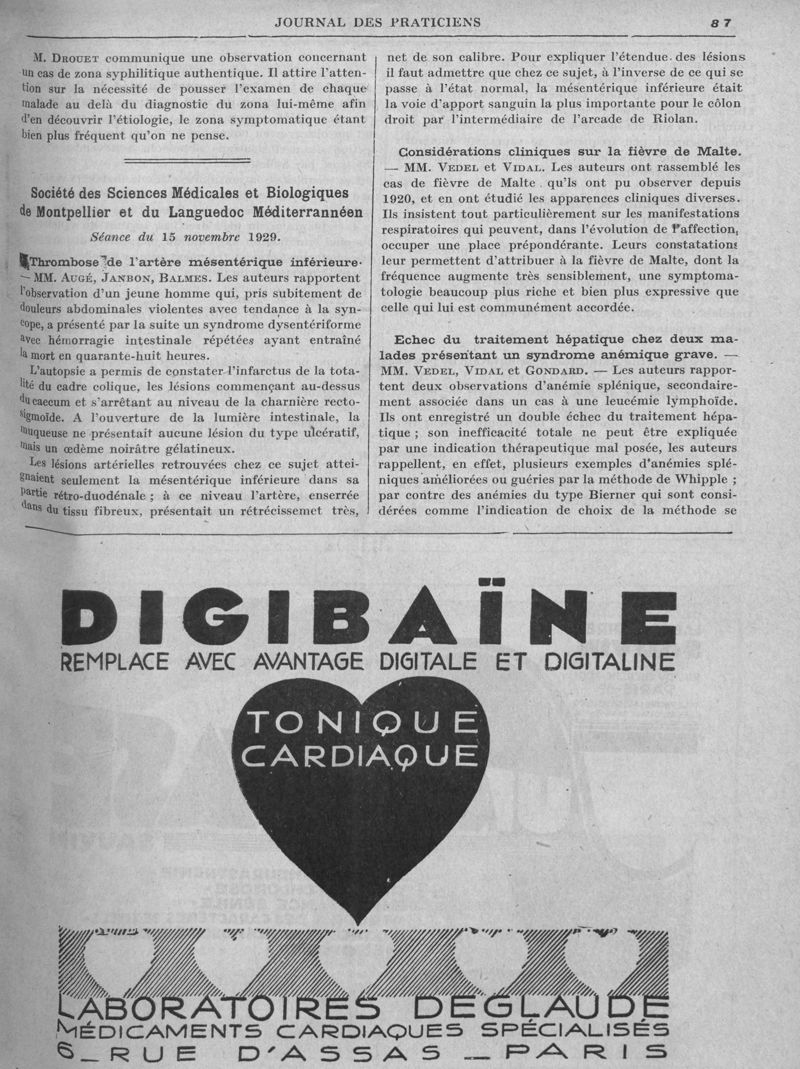 JOURNAL DES PRATICIENS
87
M. DROUET communique une observation concernant
un cas de zona syphilitique authentique. Il attire l'atten-
tion sur la nécessité de pousser l'examen de chaque
malade au delà du diagnostic du zona lui-même afin
d'en découvrir l'étiologie, le zona symptomatique étant
bien plus fréquent qu'on ne pense.
Société des Sciences Médicales et Biologiques
de Montpellier et du Languedoc Méditerrannéen
Séance du 15 novembre 1929.
Thrombose de l'artère mésentérique inférieure.
— MM. AUGÉ, JANBON, BALMES. Les auteurs rapportent
l'observation d'un jeune homme qui, pris subitement de
douleurs abdominales violentes avec tendance à la syn-
cope, a présenté par la suite un syndrome dysentériforme
avec hémorragie intestinale répétées ayant entraîné
la mort en quarante-huit heures.
L'autopsie a permis de constater l'infarctus de la tota-
lité du cadre colique, les lésions commençant au-dessus
du caecum et s'arrêtant au niveau de la charnière recto-
sigmoïde. A l'ouverture de la lumière intestinale, la
muqueuse ne présentait aucune lésion du type ulcératif,
mais un œdème noirâtre gélatineux.
Les lésions artérielles retrouvées chez ce sujet attei-
gnaient seulement la mésentérique inférieure dans sa
partie rétro-duodénale ; à ce niveau l'artère, enserrée
dans du tissu fibreux, présentait un rétrécissemet très,
net de son calibre. Pour expliquer l'étendue des lésions
il faut admettre que chez ce sujet, à l'inverse de ce qui se
passe à l'état normal, la mésentérique inférieure était
la voie d'apport sanguin la plus importante pour le côlon
droit par l'intermédiaire de l'arcade de Riolan.
Considérations cliniques sur la fièvre de Malte.
— MM. VEDEL et VIDAL. Les auteurs ont rassemblé les
cas de fièvre de Malte qu'ls ont pu observer depuis
1920, et en ont étudié les apparences cliniques diverses.
Ils insistent tout particulièrement sur les manifestations
respiratoires qui peuvent, dans l'évolution de l'affection,
occuper une place prépondérante. Leurs constatations
leur permettent d'attribuer à la fièvre de Malte, dont la
fréquence augmente très sensiblement, une symptoma-
tologie beaucoup plus riche et bien plus expressive que
celle qui lui est communément accordée.
Echec du traitement hépatique chez deux ma-
lades présentant un syndrome anémique grave. —
MM. VEDEL, VIDAL et GONDARD. — Les auteurs rappor-
tent deux observations d'anémie splénique, secondaire-
ment associée dans un cas à une leucémie lymphoïde.
Ils ont enregistré un double échec du traitement hépa-
tique ; son inefficacité totale ne peut être expliquée
par une indication thérapeutique mal posée, les auteurs
rappellent, en effet, plusieurs exemples d'anémies splé-
niques améliorées ou guéries par la méthode de Whipple ;
par contre des anémies du type Bierner qui sont consi-
dérées comme l'indication de choix de la méthode se
DIGIBAÏNE
REMPLACE AVEC AVANTAGE DIGITALE ET DIGITALINE
TONIQUE
CARDIAQUE
LABORATOIRES DEGLAUDE
MÉDICAMENTS CARDIAQUES SPÉCIALISÉS
6_RUE D'ASSAS_PARIS